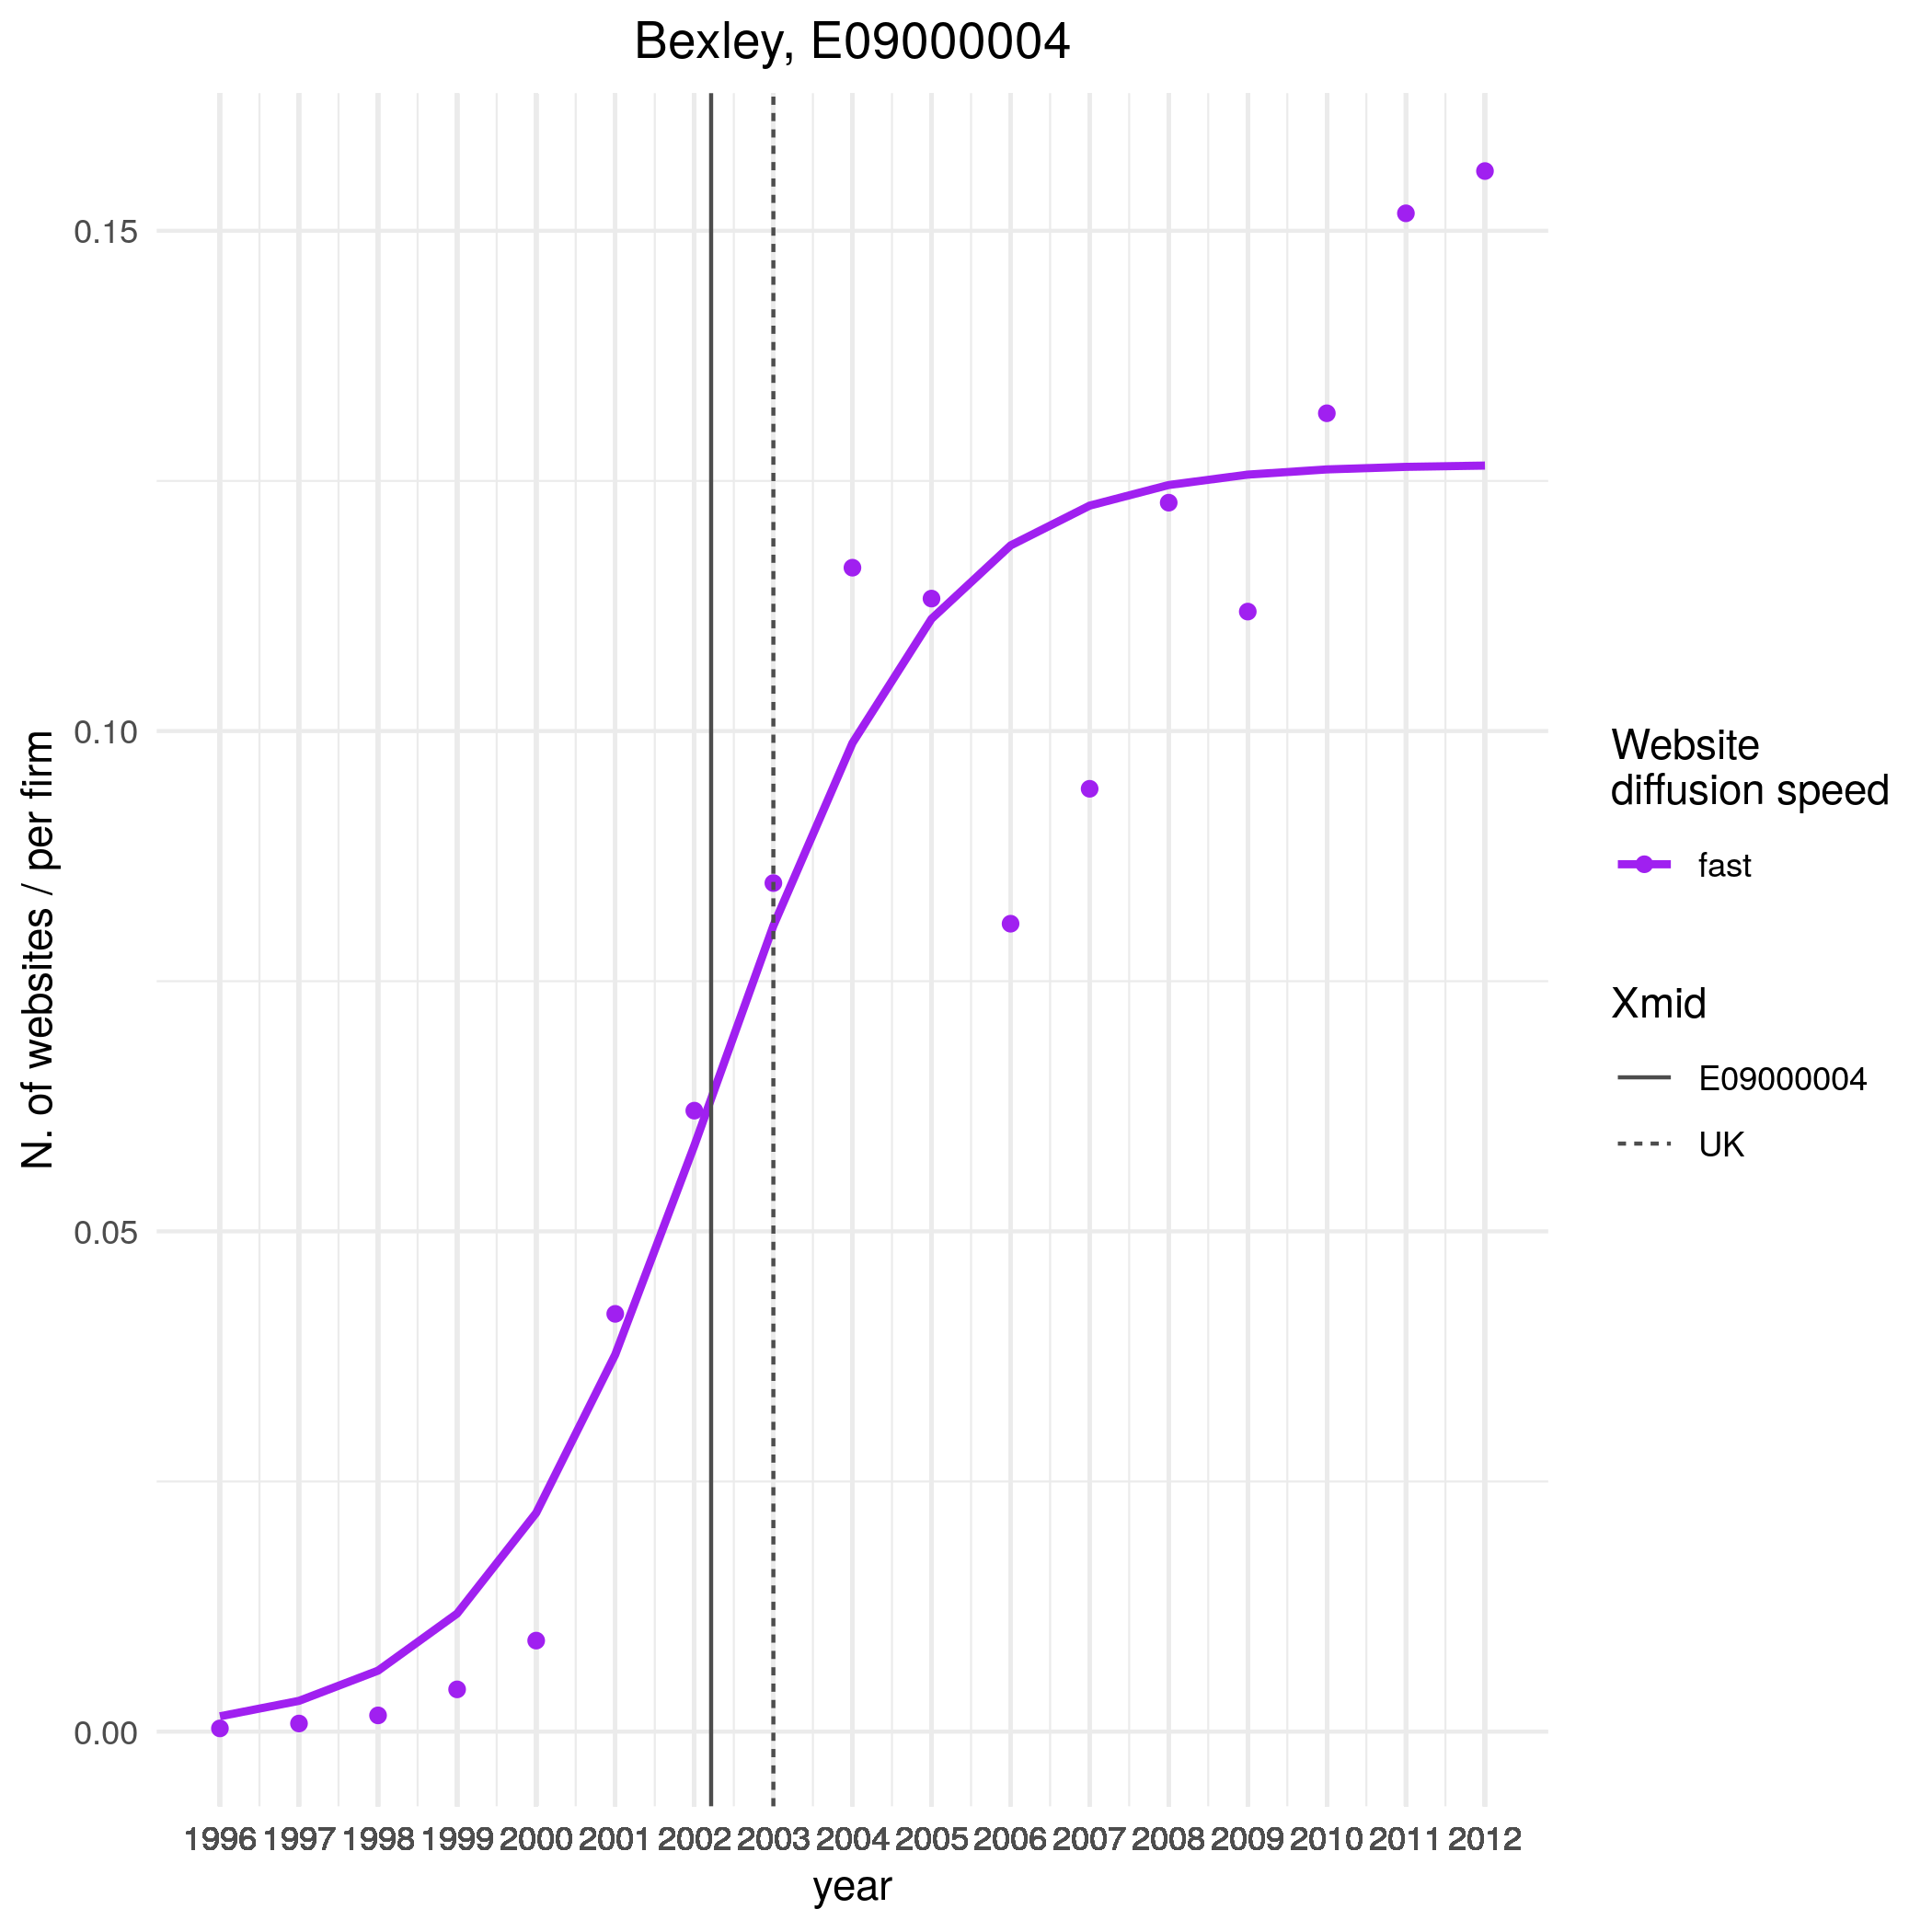 Bexley, E09000004
N. of websites / per firm
0.15
0.10
0.05
0.00
1996 1997 1998 1999 2000 2001 2002 2003 2004 2005 2006 2007 2008 2009 2010 2011 2012
year
Website
diffusion speed
fast
Xmid
E09000004
UK